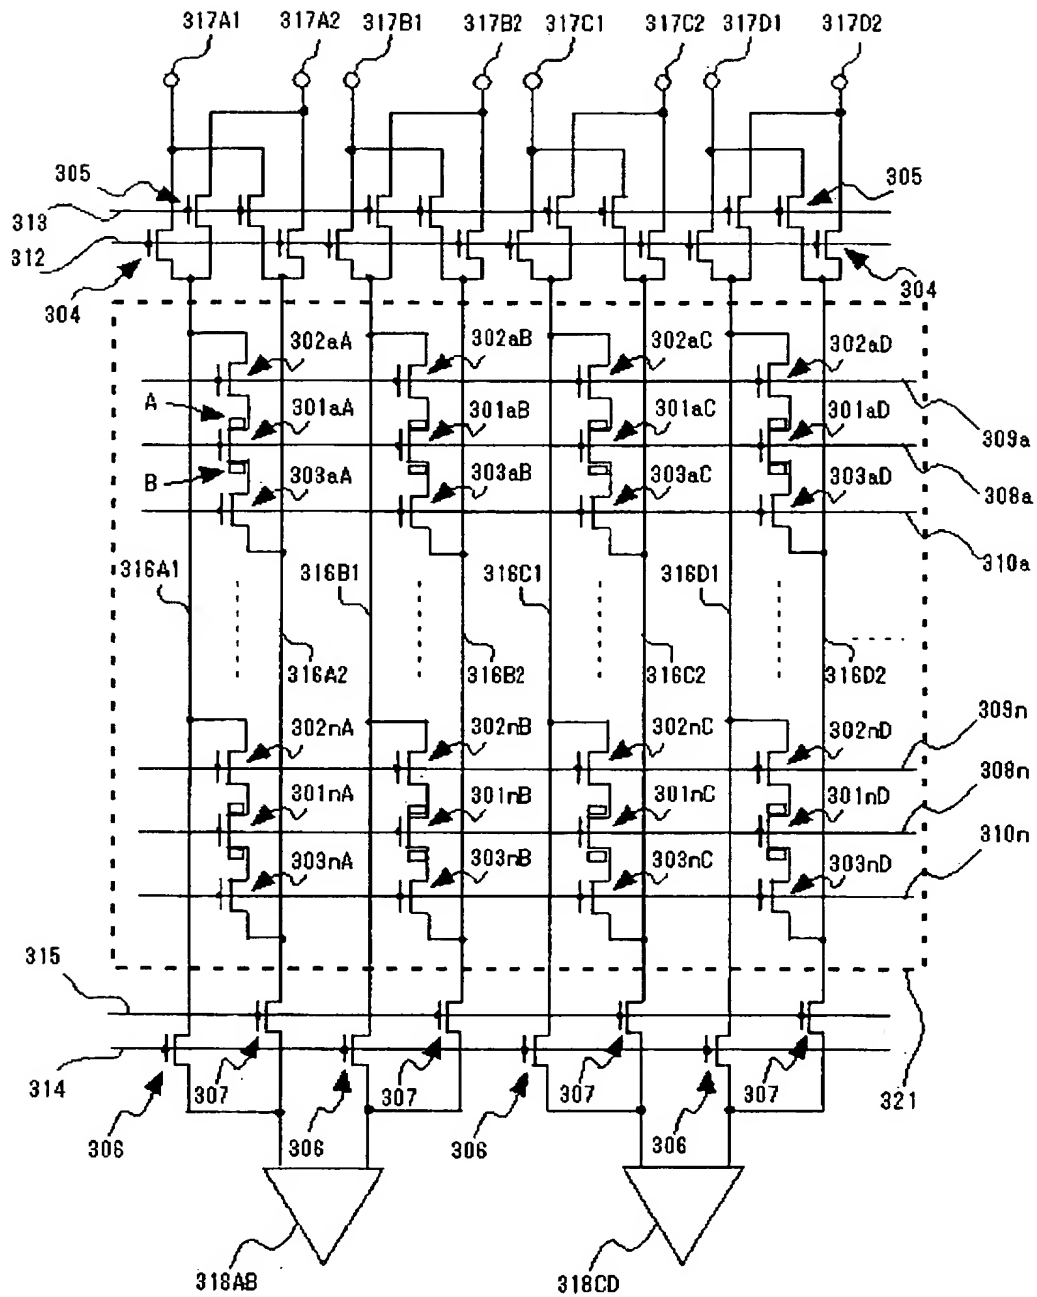 317A1 317A2 317B1 317B2 317C1 317C2 317D1 317D2
305 305
313
312
304 304
302aA 302aB 302aC 302aD
A 301aA 301aB 301aC 301aD
309a
B 303aA 303aB 303aC 303aD
308a
310a
316A1 316B1 316C1 316D1
316A2 316B2 316C2 316D2
302nA 302nB 302nC 302nD
309n
308n
301nA 301nB 301nC 301nD
310n
303nA 303nB 303nC 303nD
315
314 307 307 307 307 321
306 306 306 306
318AB 318CD